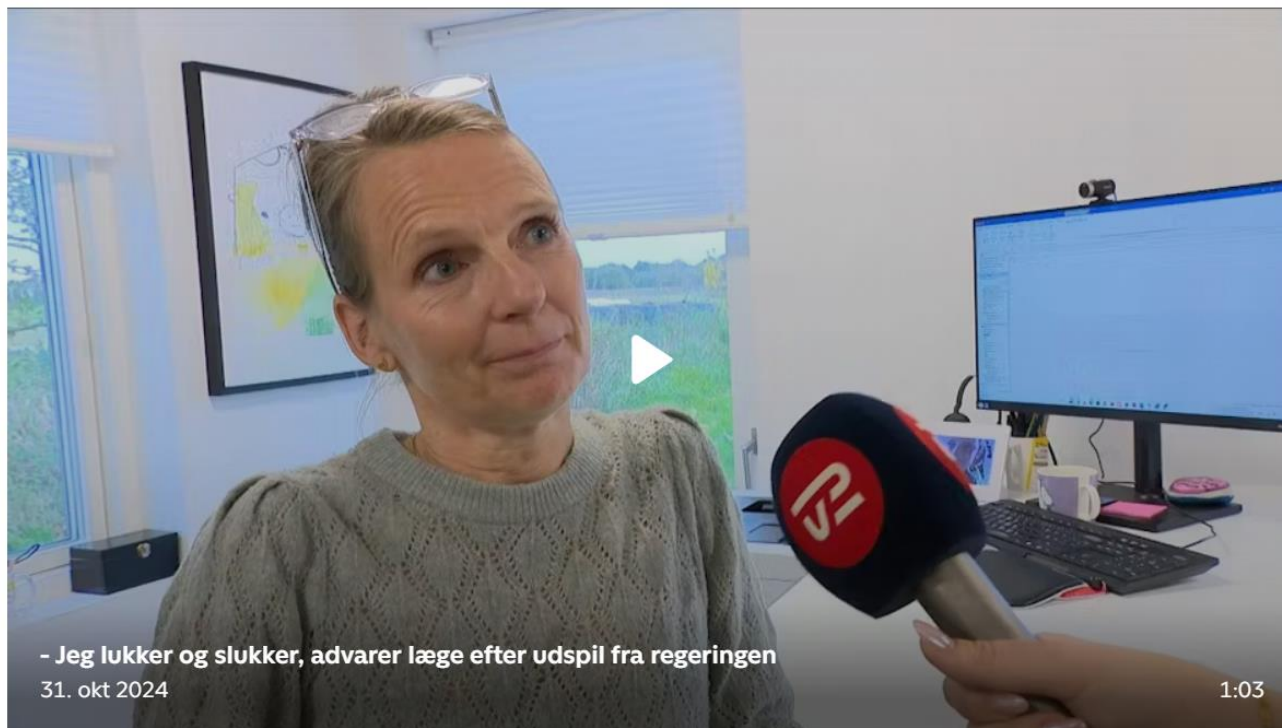 - Jeg lukker og slukker, advarer læge efter udspil fra regeringen
31. okt 2024
1:03